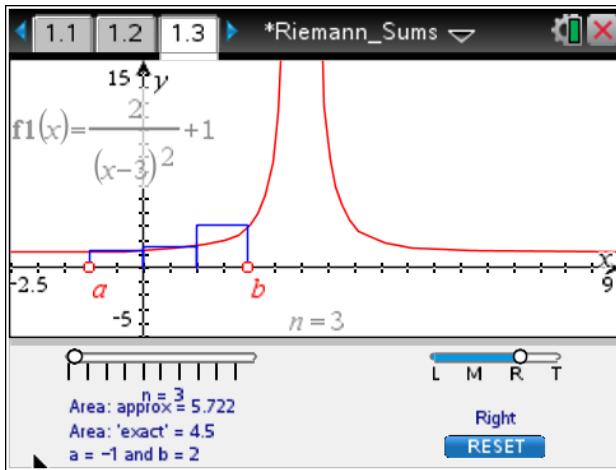 1.1 1.2 1.3 *Riemann_Sums
15 y
f1(x)=2/(x-3)^2+1
x
-2.5 a b 9
-5 n = 3
L M R T
n = 3
Area: approx = 5.722
Area: 'exact' = 4.5
Right
a = −1 and b = 2
RESET